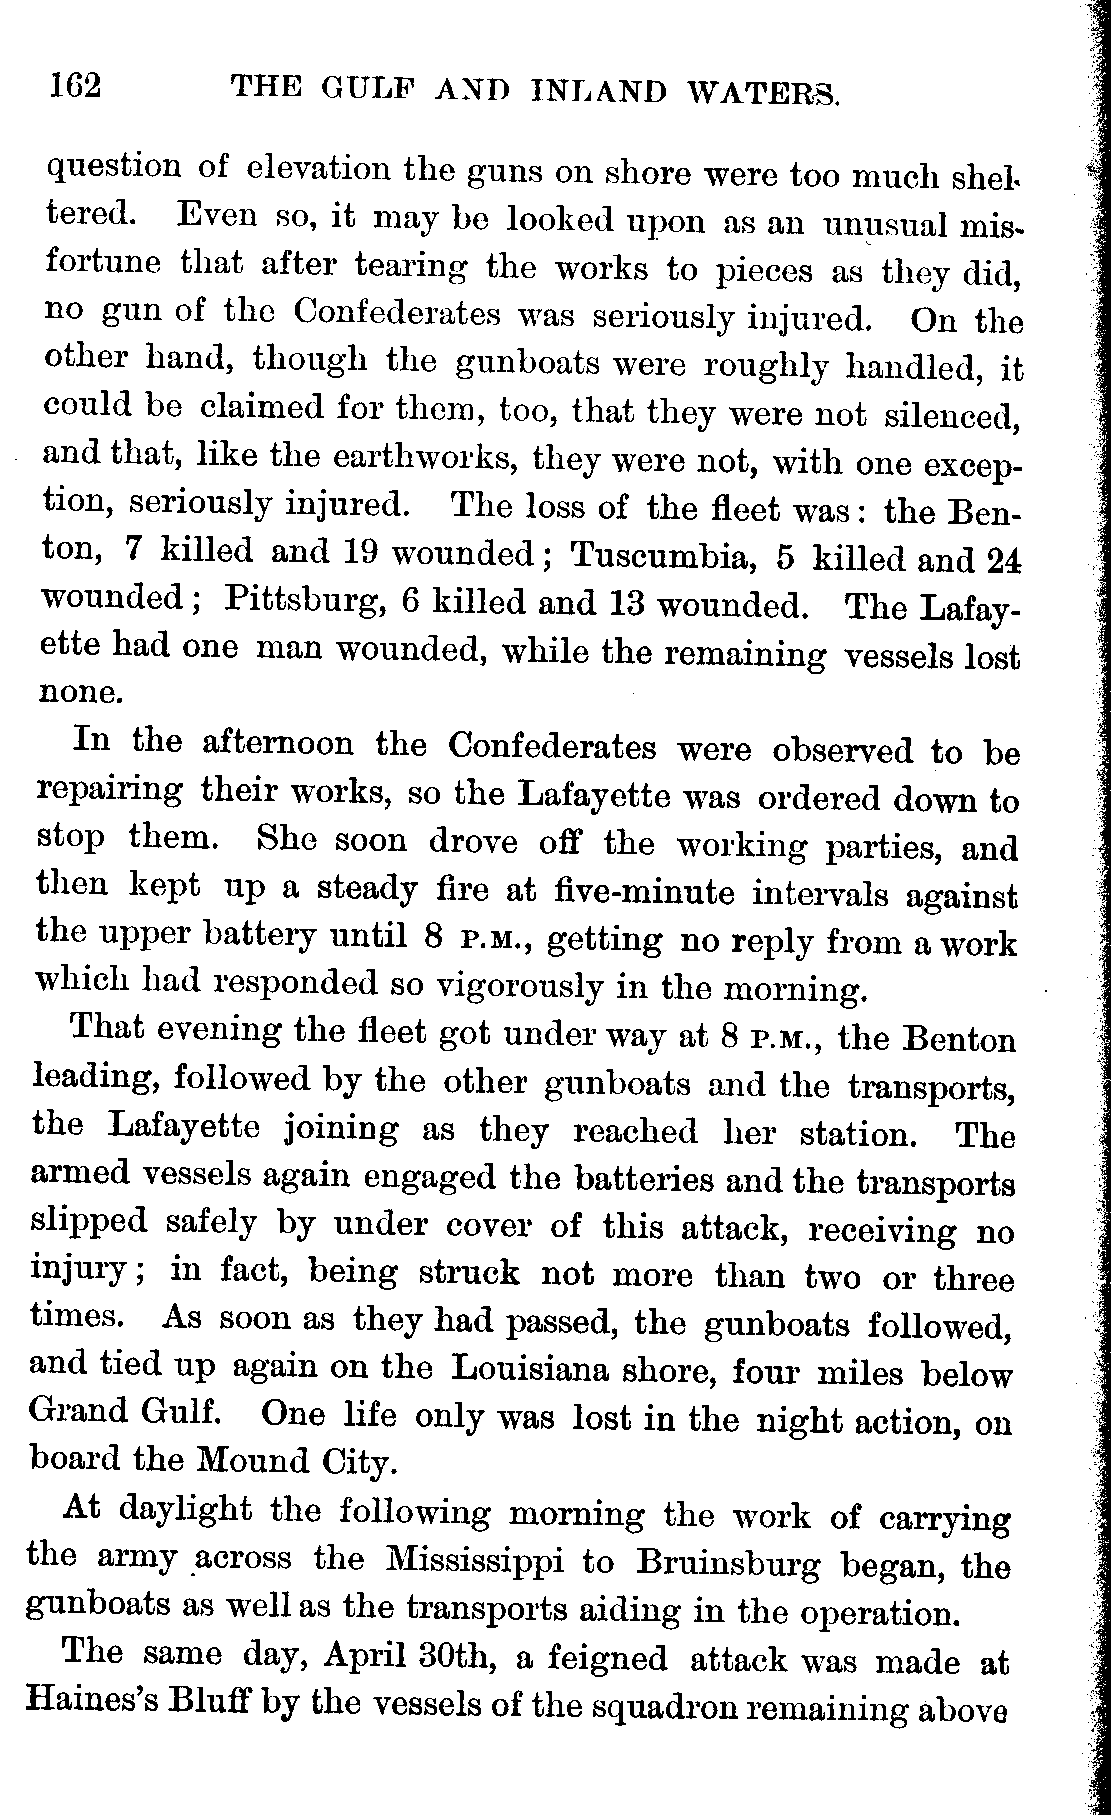 162 THE GULF AND INLAND WATERS.
question of elevation the guns on shore were too much shel-
tered. Even so, it may be looked upon as an unusual mis-
fortune that after tearing the works to pieces as they did,
no gun of the Confederates was seriously injured. On the
other hand, though the gunboats were roughly handled, it
could be claimed for them, too, that they were not silenced,
and that, like the earthworks, they were not, with one excep-
tion, seriously injured. The loss of the fleet was: the Ben-
ton, 7 killed and 19 wounded; Tuscumbia, 5 killed and 24
wounded; Pittsburg, 6 killed and 13 wounded. The Lafay-
ette had one man wounded, while the remaining vessels lost
none.
In the afternoon the Confederates were observed to be
repairing their works, so the Lafayette was ordered down to
stop them. She soon drove off the working parties, and
then kept up a steady fire at five-minute intervals against
the upper battery until 8 P.M., getting no reply from a work
which had responded so vigorously in the morning.
That evening the fleet got under way at 8 P.M., the Benton
leading, followed by the other gunboats and the transports,
the Lafayette joining as they reached her station. The
armed vessels again engaged the batteries and the transports
slipped safely by under cover of this attack, receiving no
injury; in fact, being struck not more than two or three
times. As soon as they had passed, the gunboats followed,
and tied up again on the Louisiana shore, four miles below
Grand Gulf. One life only was lost in the night action, on
board the Mound City.
At daylight the following morning the work of carrying
the army across the Mississippi to Bruinsburg began, the
gunboats as well as the transports aiding in the operation.
The same day, April 30th, a feigned attack was made at
Haines's Bluff by the vessels of the squadron remaining above